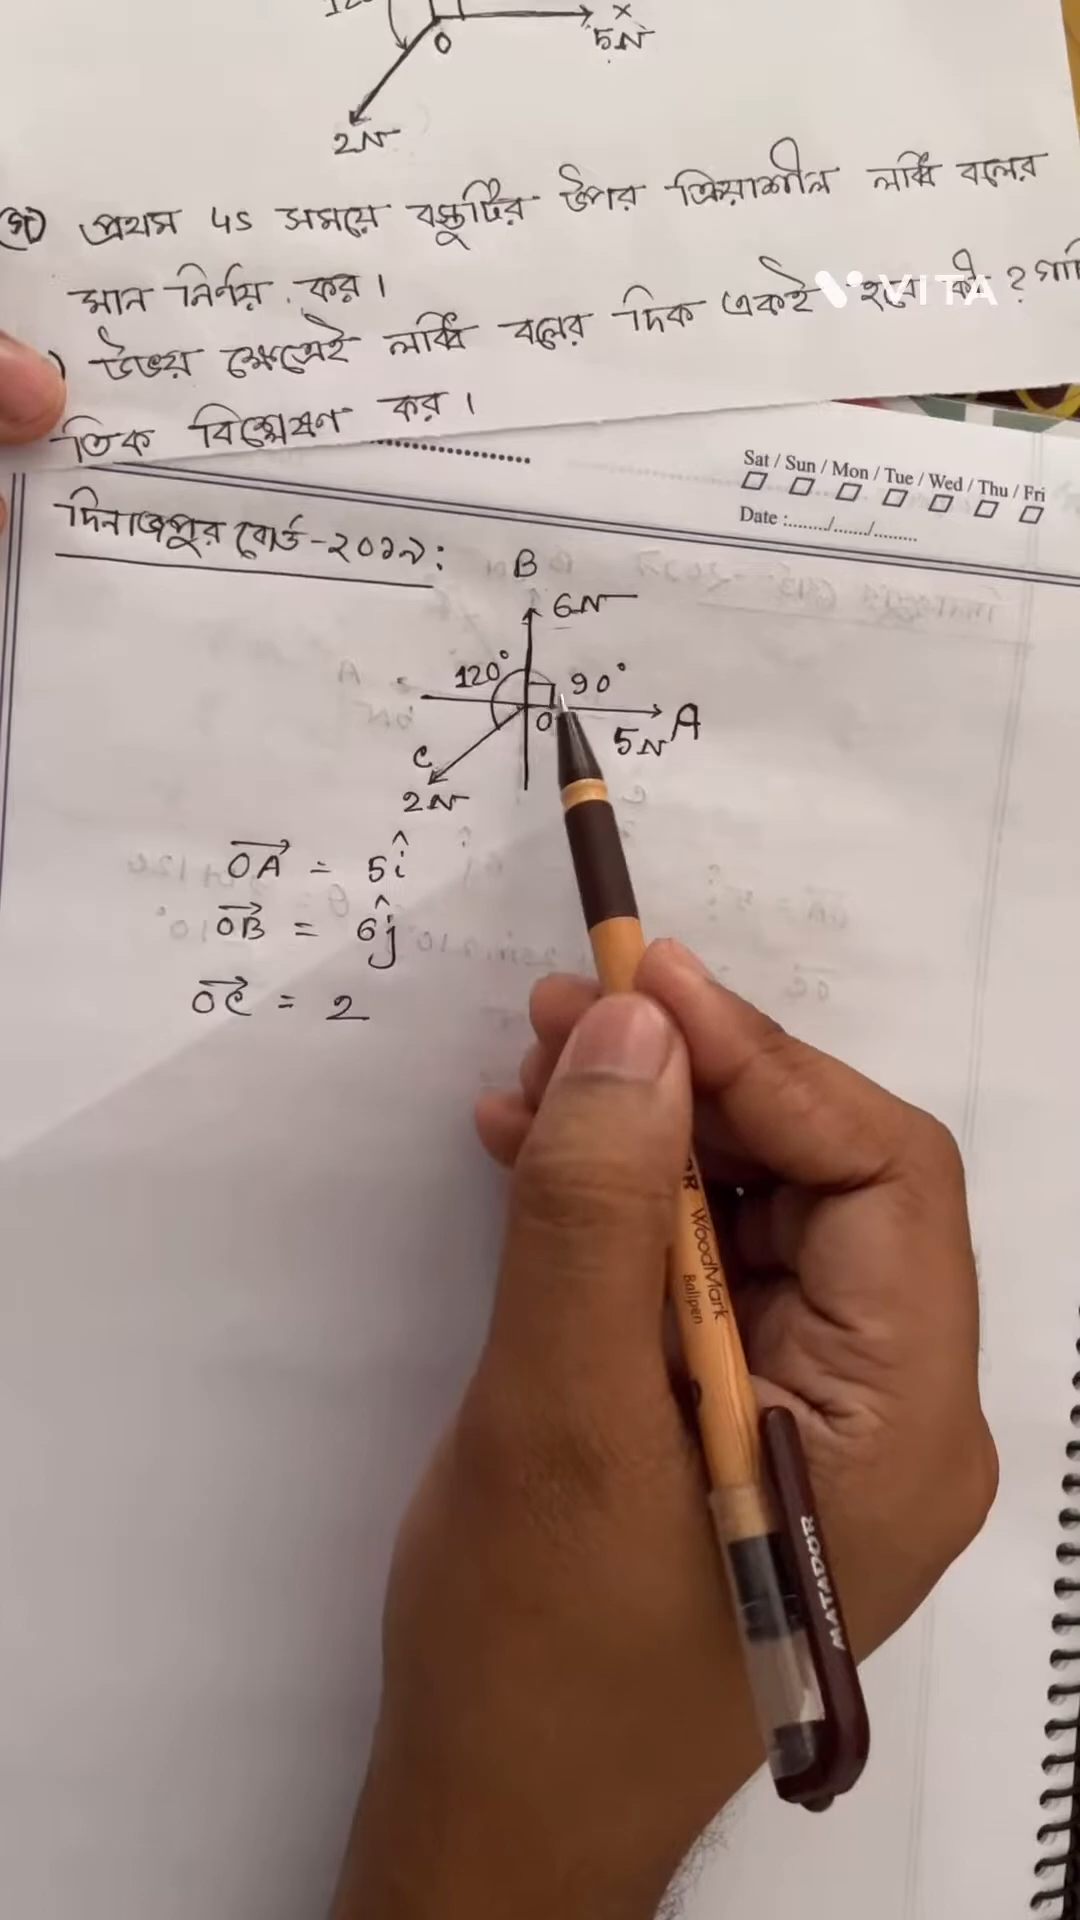 x
O
5N
2N
প্রথম 4s সময়ে বস্তুটির উপর ক্রিয়াশীল লব্ধি বলের
মান নির্ণয় কর।
উভয় ক্ষেত্রেই লব্ধি বলের দিক একই হবে কী?
VITA
তিক বিশ্লেষণ কর।
Sat / Sun / Mon / Tue / Wed / Thu / Fri
Date :......../....../.........
দিনাজপুর বোর্ড-২০১৯:
B
6N
120°
90°
O
A
5N
C
2N
OA = 5î
OB = 6ĵ
OC = 2
WoodMark
Ballpen
MATADOR